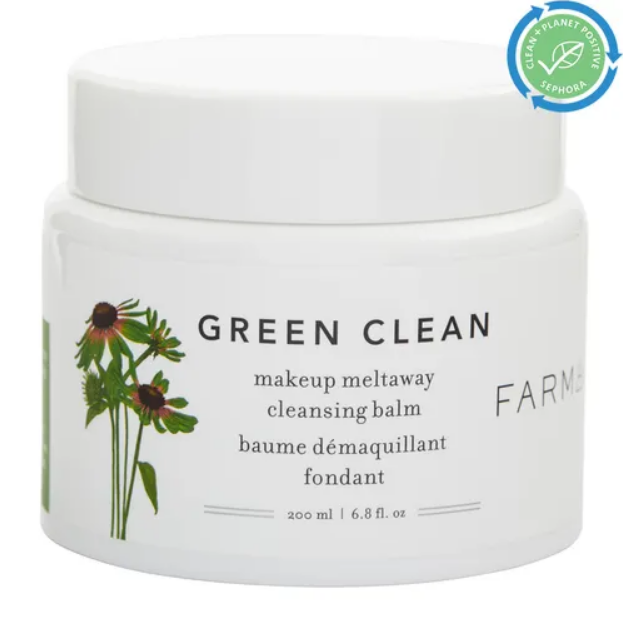 CLEAN + PLANET POSITIVE
SEPHORA
GREEN CLEAN
makeup meltaway
cleansing balm
baume démaquillant
fondant
200 ml | 6.8 fl. oz
FARM